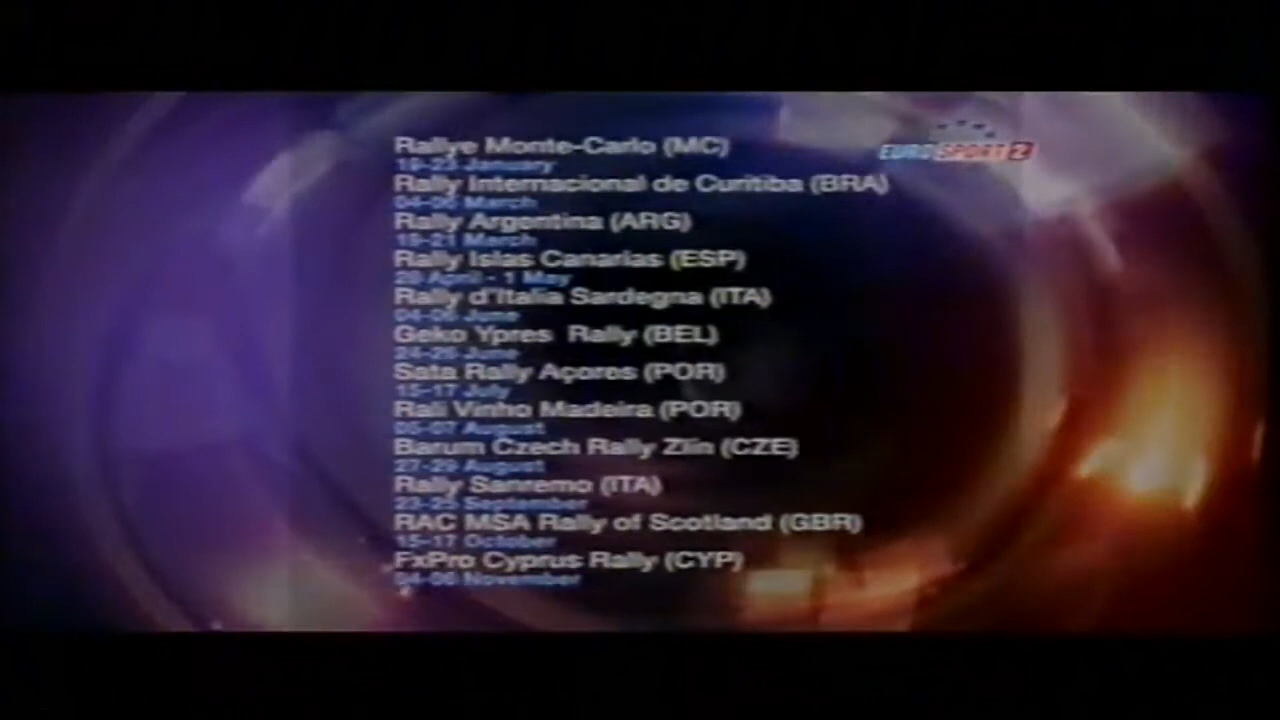 Rallye Monte-Carlo (MC)
19-23 January
EUROSPORT 2
Rally Internacional de Curitiba (BRA)
04-06 March
Rally Argentina (ARG)
19-21 March
Rally Islas Canarias (ESP)
29 April - 1 May
Rally d'Italia Sardegna (ITA)
04-06 June
Geko Ypres Rally (BEL)
24-26 June
Sata Rally Açores (POR)
15-17 July
Rali Vinho Madeira (POR)
05-07 August
Barum Czech Rally Zlín (CZE)
27-29 August
Rally Sanremo (ITA)
23-25 September
RAC MSA Rally of Scotland (GBR)
15-17 October
FxPro Cyprus Rally (CYP)
04-06 November